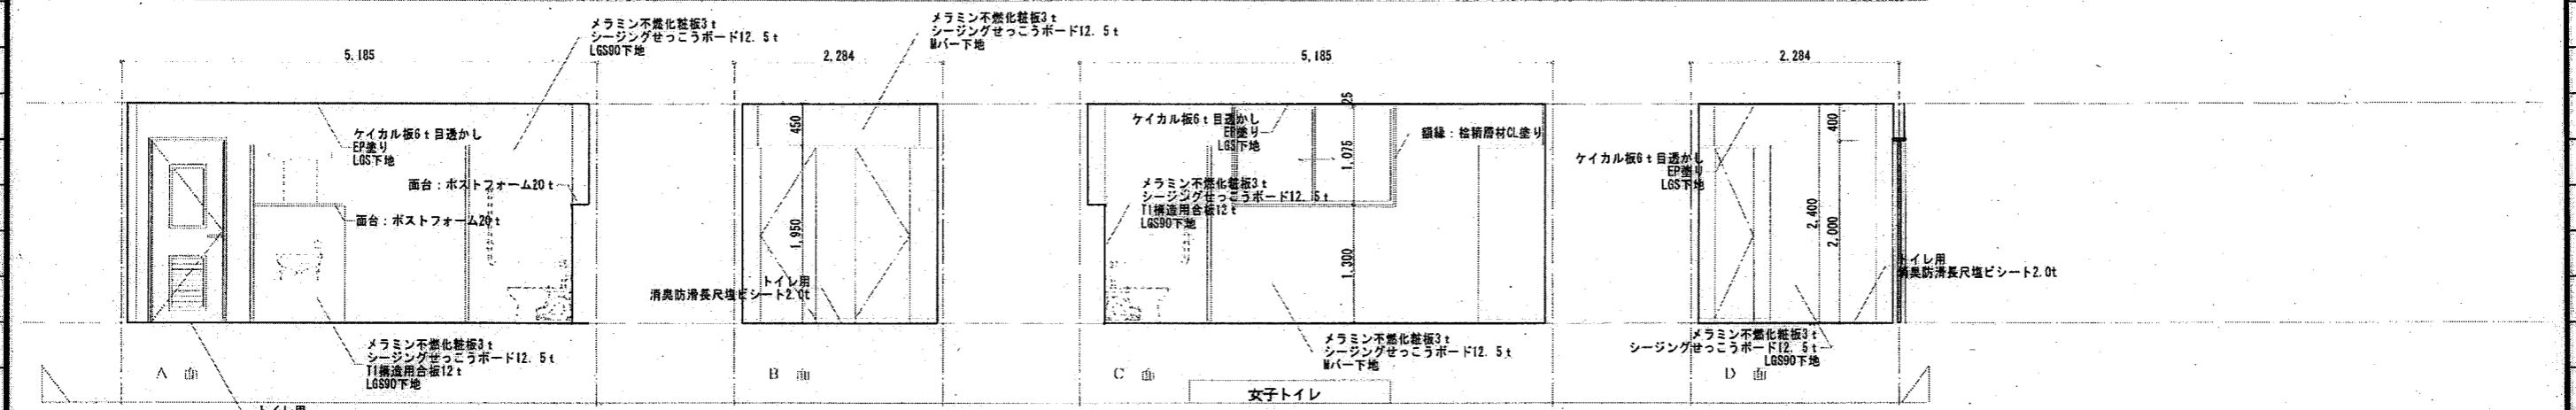 メラミン不燃化粧板3ｔ
シージングせっこうボード12．5ｔ
LGS90下地
5,185
ケイカル板6ｔ目透かし
EP塗り
LGS下地
面台：ポストフォーム20ｔ
面台：ポストフォーム20ｔ
メラミン不燃化粧板3ｔ
シージングせっこうボード12．5ｔ
T1構造用合板12ｔ
LGS90下地
A 面
トイレ用
メラミン不燃化粧板3ｔ
シージングせっこうボード12．5ｔ
Mバー下地
2,284
450
1,950
トイレ用
消臭防滑長尺塩ビシート2.0t
B 面
5,185
25
ケイカル板6ｔ目透かし
EP塗り
LGS下地
額縁：桧積層材CL塗り
1,075
メラミン不燃化粧板3ｔ
シージングせっこうボード12．5ｔ
T1構造用合板12ｔ
LGS90下地
1,300
メラミン不燃化粧板3ｔ
シージングせっこうボード12．5ｔ
Mバー下地
C 面
女子トイレ
2,284
400
ケイカル板6ｔ目透かし
EP塗り
LGS下地
2,400
2,000
トイレ用
消臭防滑長尺塩ビシート2.0t
メラミン不燃化粧板3ｔ
シージングせっこうボード12．5ｔ
LGS90下地
D 面